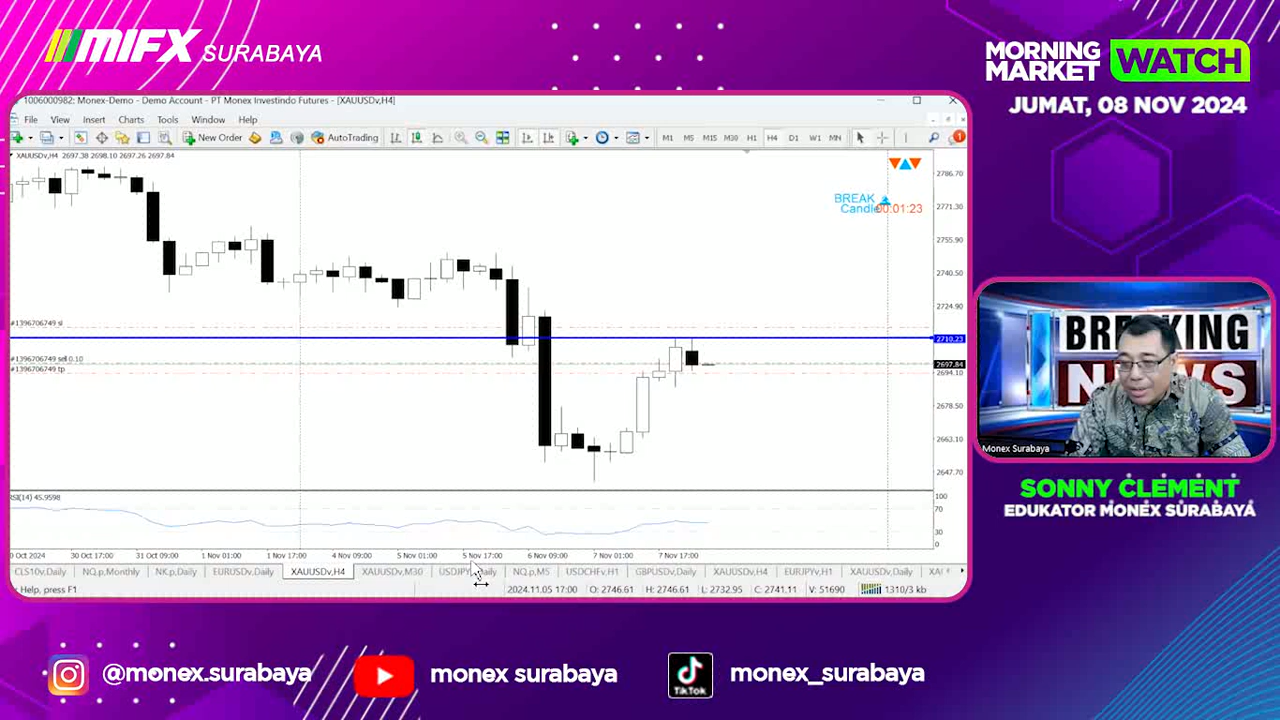 MIFX SURABAYA
MORNING MARKET WATCH
JUMAT, 08 NOV 2024
1006000982: Monex-Demo - Demo Account - PT Monex Investindo Futures - [XAUUSDv,H4]
File View Insert Charts Tools Window Help
New Order AutoTrading M1 M5 M15 M30 H1 H4 D1 W1 MN
XAUUSDv,H4 2697.38 2698.10 2697.26 2697.84
BREAK
Candle 00:01:23
2786.70
2771.30
2755.90
2740.50
2724.90
#1396706749 sl
2710.23
#1396706749 sell 0.10
2697.84
#1396706749 tp
2694.10
2678.50
2663.10
2647.70
RSI(14) 45.9598
100
70
30
0
Oct 2024 30 Oct 17:00 31 Oct 09:00 1 Nov 01:00 1 Nov 17:00 4 Nov 09:00 5 Nov 01:00 5 Nov 17:00 6 Nov 09:00 7 Nov 01:00 7 Nov 17:00
CLS10v,Daily NQ.p,Monthly NK.p,Daily EURUSDv,Daily XAUUSDv,H4 XAUUSDv,M30 USDJPYv,Daily NQ.p,M5 USDCHFv,H1 GBPUSDv,Daily XAUUSDv,H4 EURJPYv,H1 XAUUSDv,Daily
Help, press F1 2024.11.05 17:00 O: 2746.61 H: 2746.61 L: 2732.95 C: 2741.11 V: 51690 1310/3 kb
BREAKING
NEWS
Monex Surabaya
SONNY CLEMENT
EDUKATOR MONEX SURABAYA
@monex.surabaya monex surabaya TikTok monex_surabaya